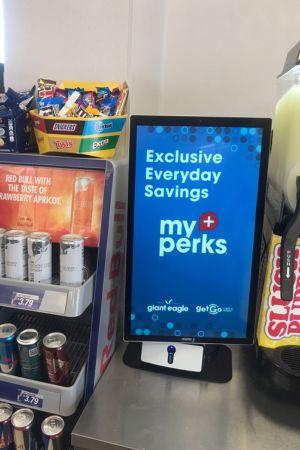 SNICKERS
Twix
EXTRA
RED BULL WITH
THE TASTE OF
STRAWBERRY APRICOT.
Red Bull
3.79
3.79
Exclusive
Everyday
Savings
my+
perks
giant eagle
getGo